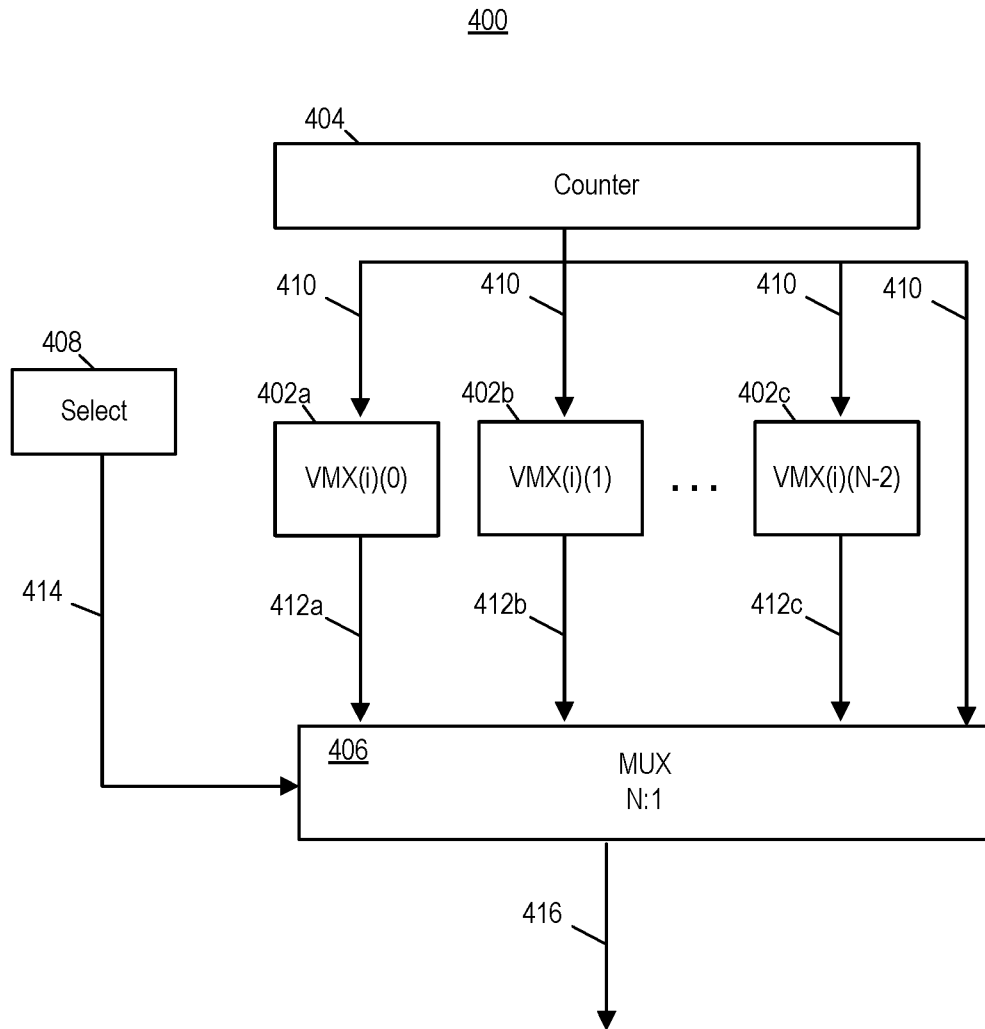 400
404
Counter
410 410 410 410
408
Select
402a 402b 402c
VMX(i)(0) VMX(i)(1) ... VMX(i)(N-2)
414
412a 412b 412c
406
MUX
N:1
416